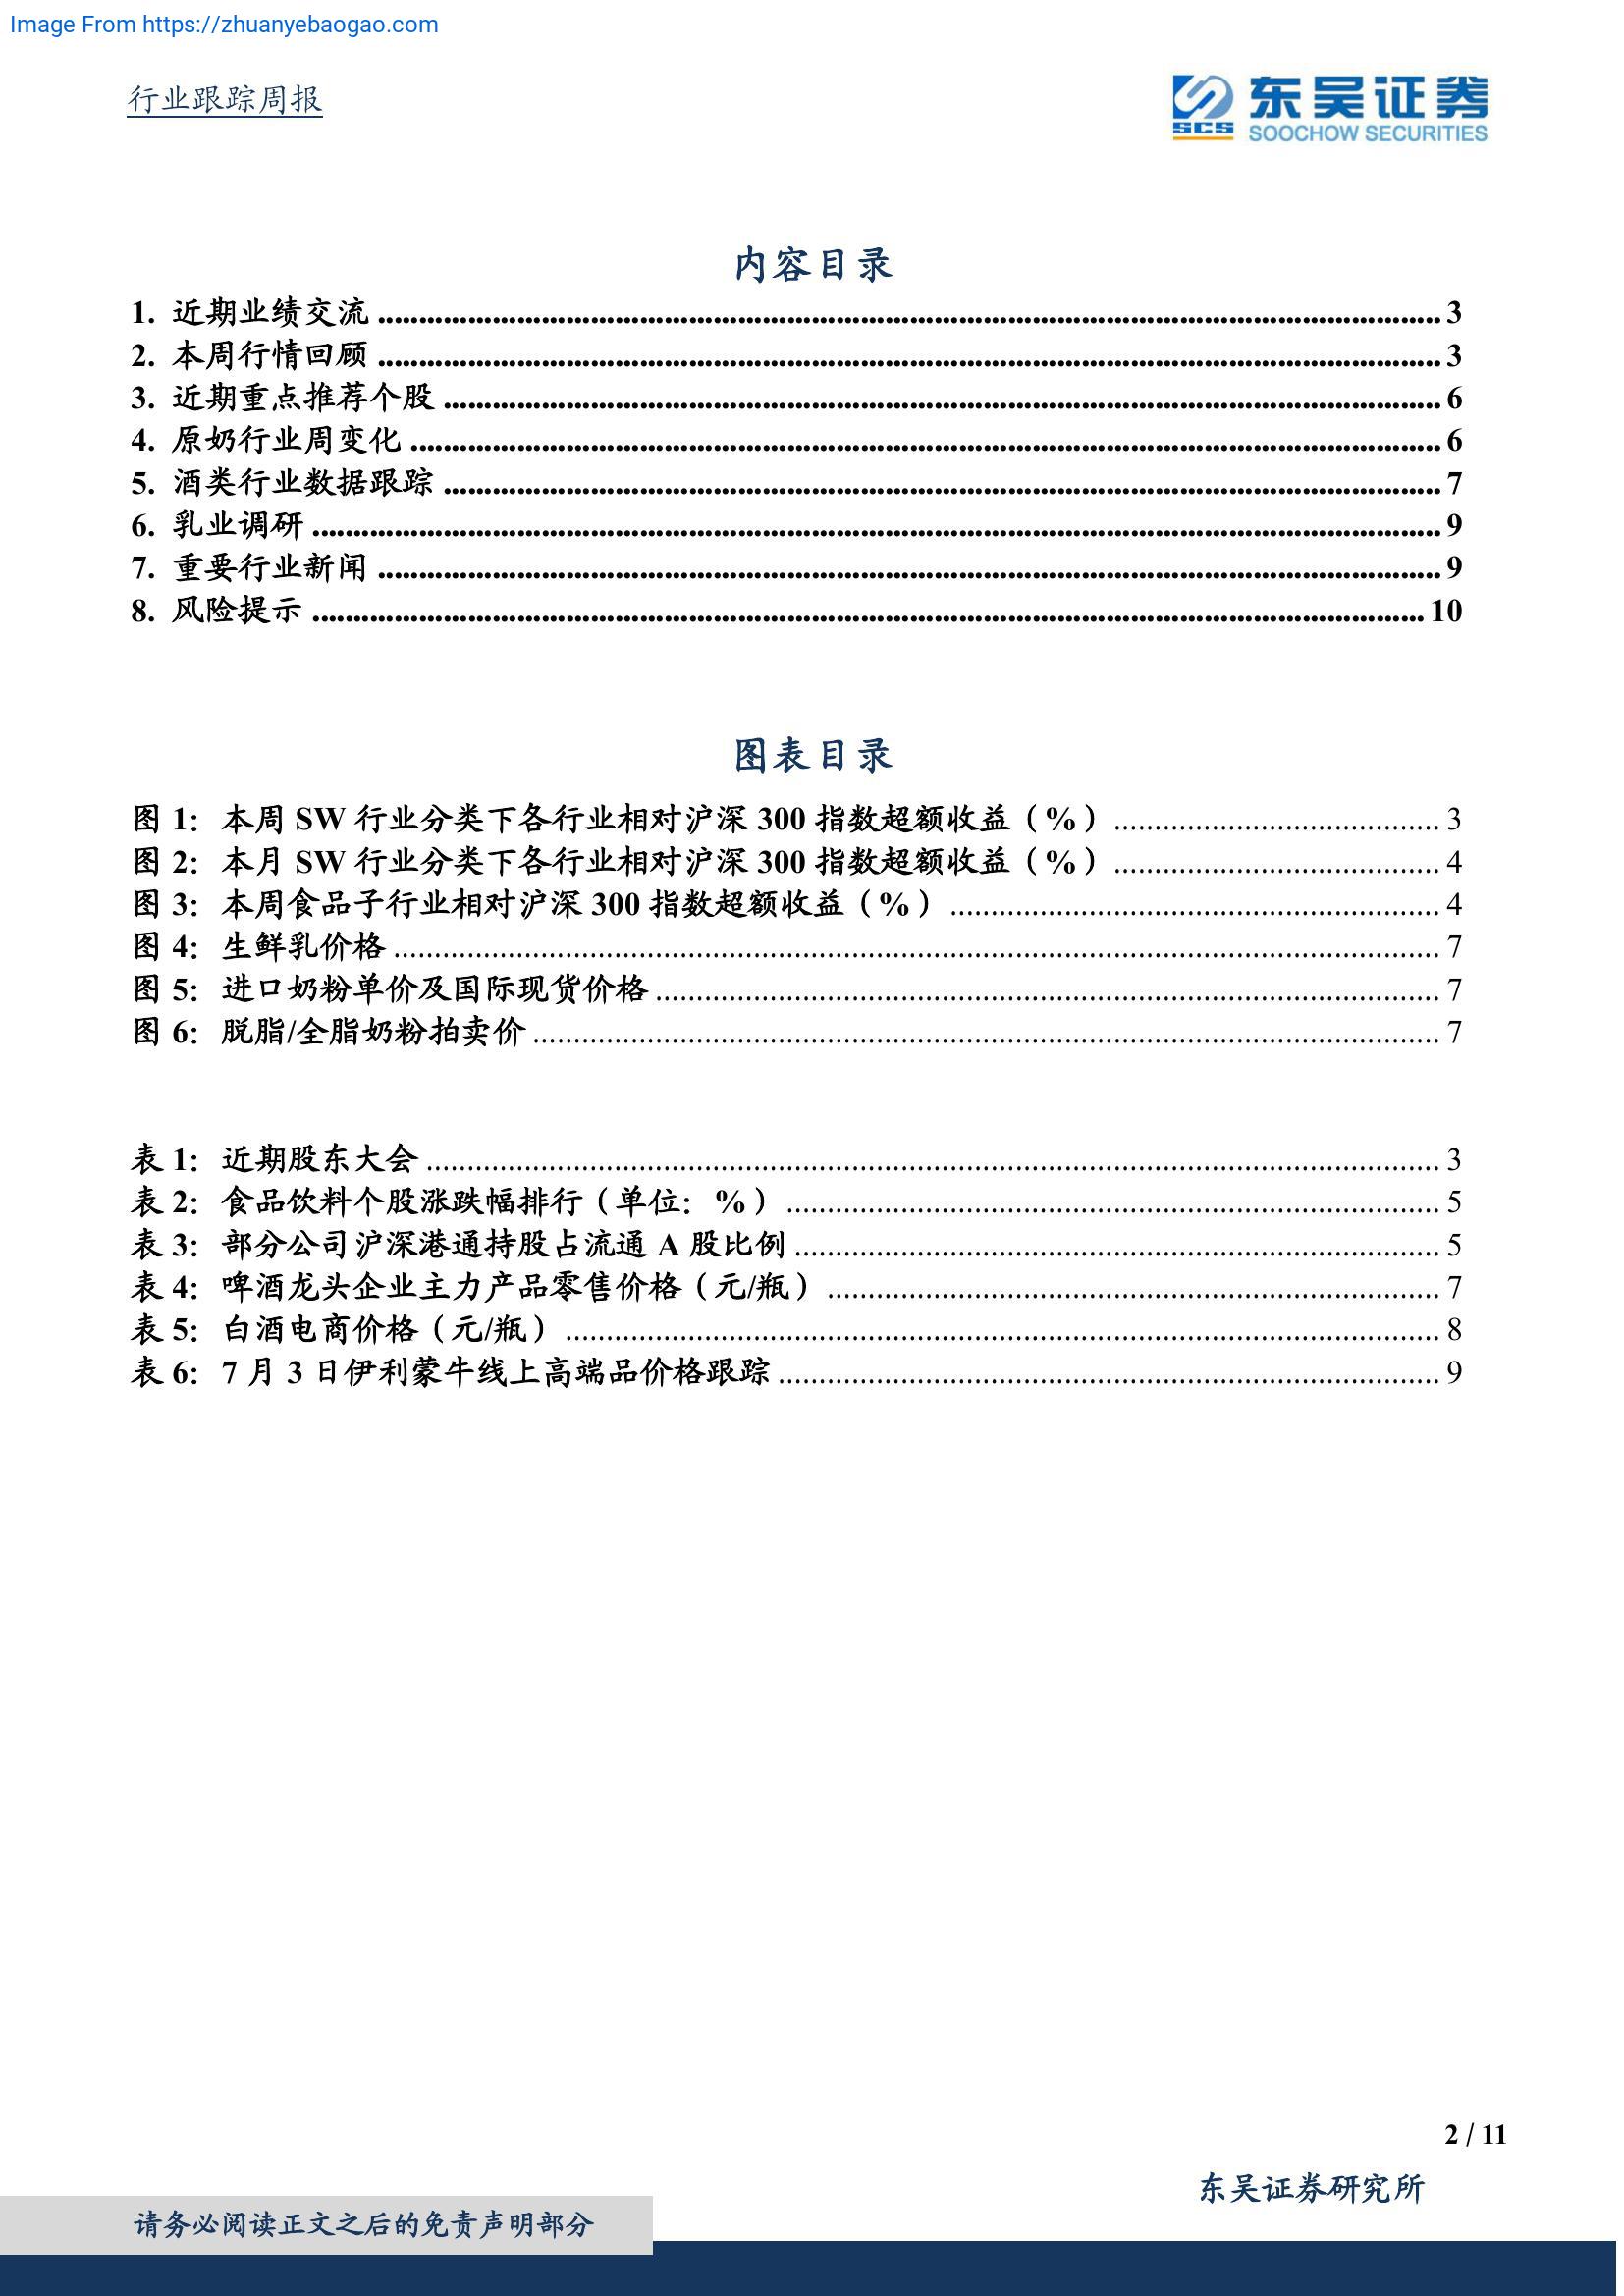 Image From https://zhuanyebaogao.com
行业跟踪周报
SCS 东吴证券
SOOCHOW SECURITIES
内容目录
1. 近期业绩交流 3
2. 本周行情回顾 3
3. 近期重点推荐个股 6
4. 原奶行业周变化 6
5. 酒类行业数据跟踪 7
6. 乳业调研 9
7. 重要行业新闻 9
8. 风险提示 10
图表目录
图 1：本周 SW 行业分类下各行业相对沪深 300 指数超额收益（%） 3
图 2：本月 SW 行业分类下各行业相对沪深 300 指数超额收益（%） 4
图 3：本周食品子行业相对沪深 300 指数超额收益（%） 4
图 4：生鲜乳价格 7
图 5：进口奶粉单价及国际现货价格 7
图 6：脱脂/全脂奶粉拍卖价 7
表 1：近期股东大会 3
表 2：食品饮料个股涨跌幅排行（单位：%） 5
表 3：部分公司沪深港通持股占流通 A 股比例 5
表 4：啤酒龙头企业主力产品零售价格（元/瓶） 7
表 5：白酒电商价格（元/瓶） 8
表 6：7 月 3 日伊利蒙牛线上高端品价格跟踪 9
2 / 11
东吴证券研究所
请务必阅读正文之后的免责声明部分